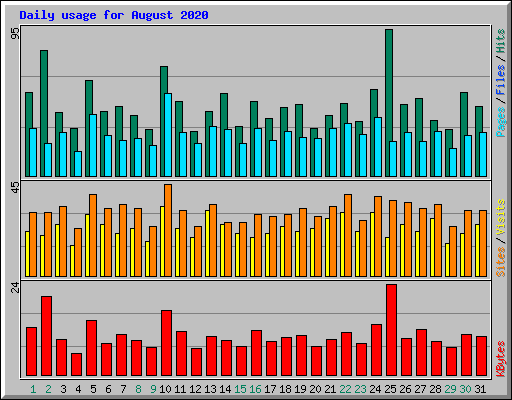 Daily usage for August 2020
95
Pages / Files / Hits
45
Sites / Visits
24
KBytes
1 2 3 4 5 6 7 8 9 10 11 12 13 14 15 16 17 18 19 20 21 22 23 24 25 26 27 28 29 30 31